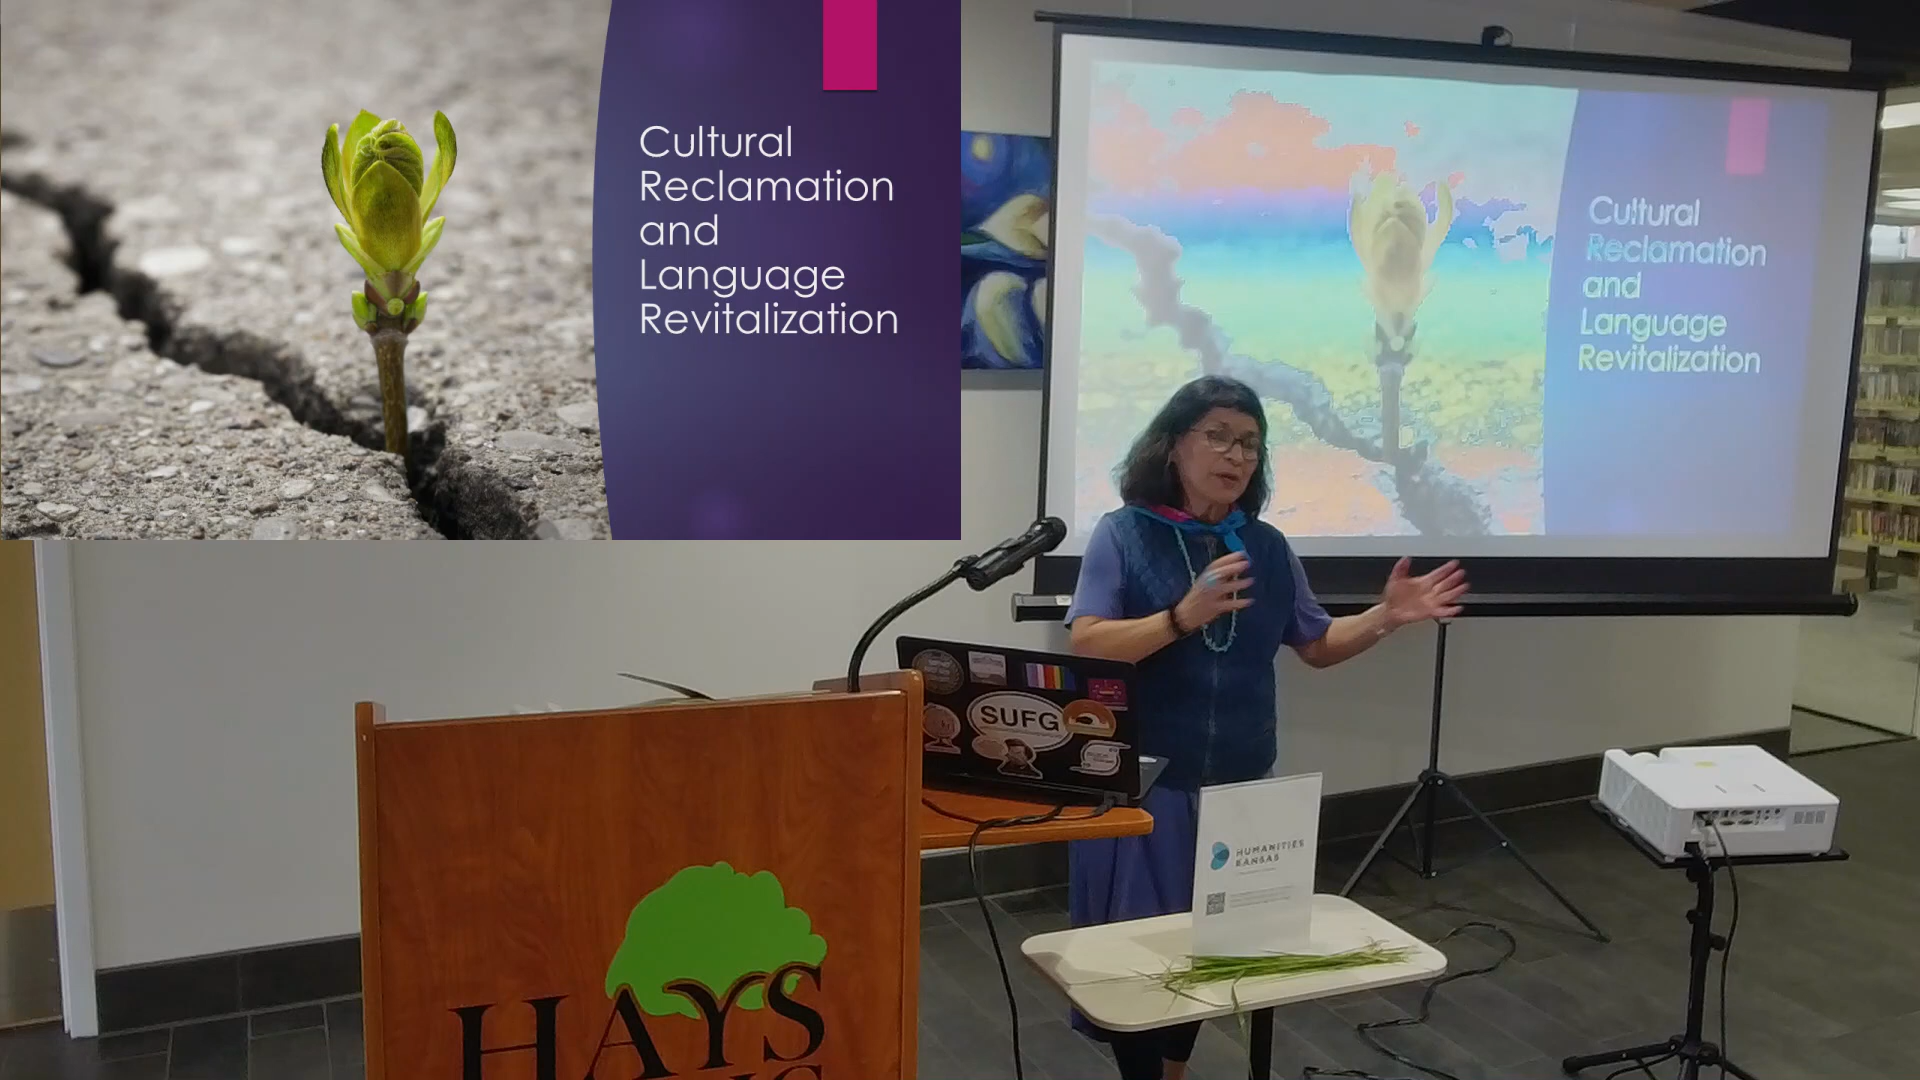 Cultural
Reclamation
and
Language
Revitalization
Cultural
Reclamation
and
Language
Revitalization
SUFG
HUMANITIES
KANSAS
HAYS